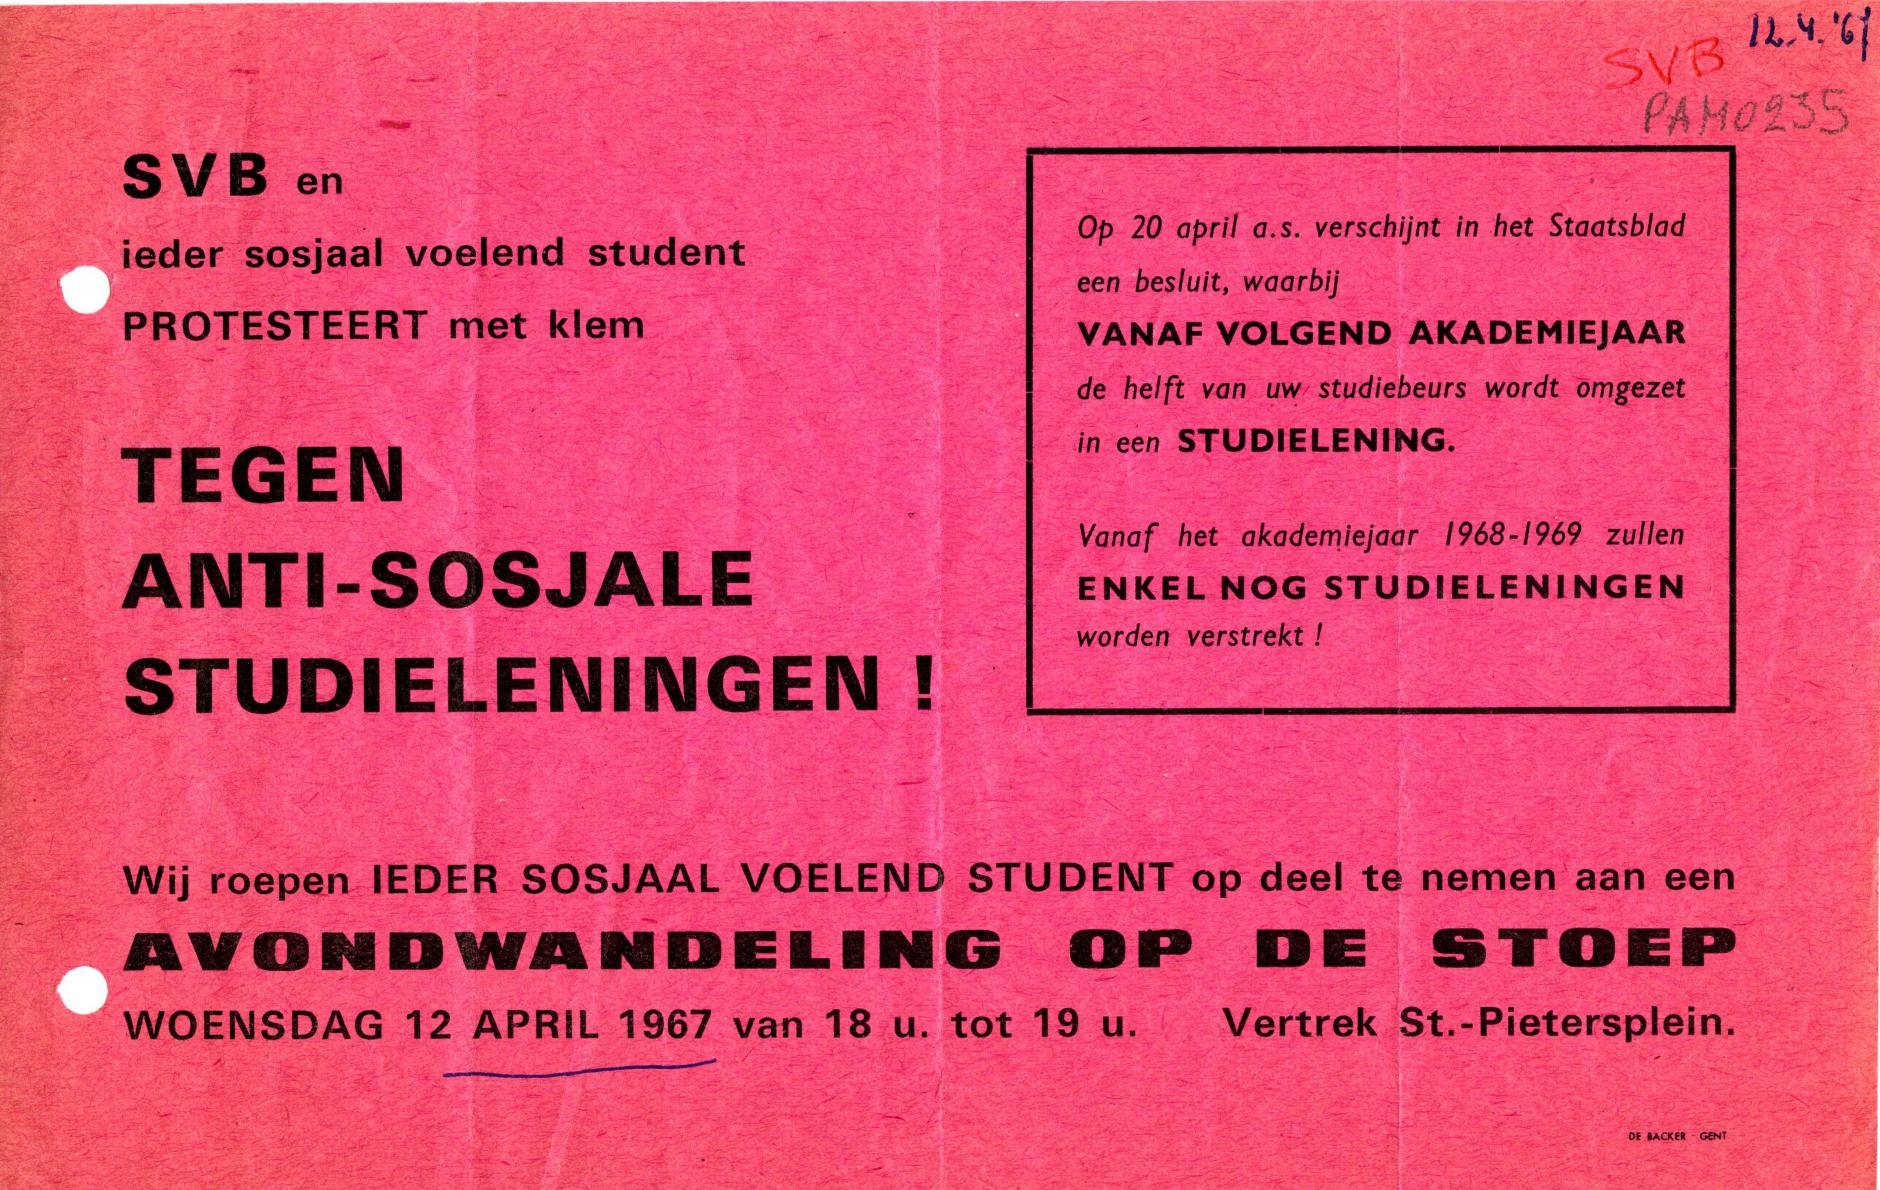 12.4.'67
SVB
PAM0235
SVB en
ieder sosjaal voelend student
PROTESTEERT met klem
TEGEN
ANTI-SOSJALE
STUDIELENINGEN !
Op 20 april a.s. verschijnt in het Staatsblad
een besluit, waarbij
VANAF VOLGEND AKADEMIEJAAR
de helft van uw studiebeurs wordt omgezet
in een STUDIELENING.
Vanaf het akademiejaar 1968-1969 zullen
ENKEL NOG STUDIELENINGEN
worden verstrekt !
Wij roepen IEDER SOSJAAL VOELEND STUDENT op deel te nemen aan een
AVONDWANDELING OP DE STOEP
WOENSDAG 12 APRIL 1967 van 18 u. tot 19 u. Vertrek St.-Pietersplein.
DE BACKER - GENT